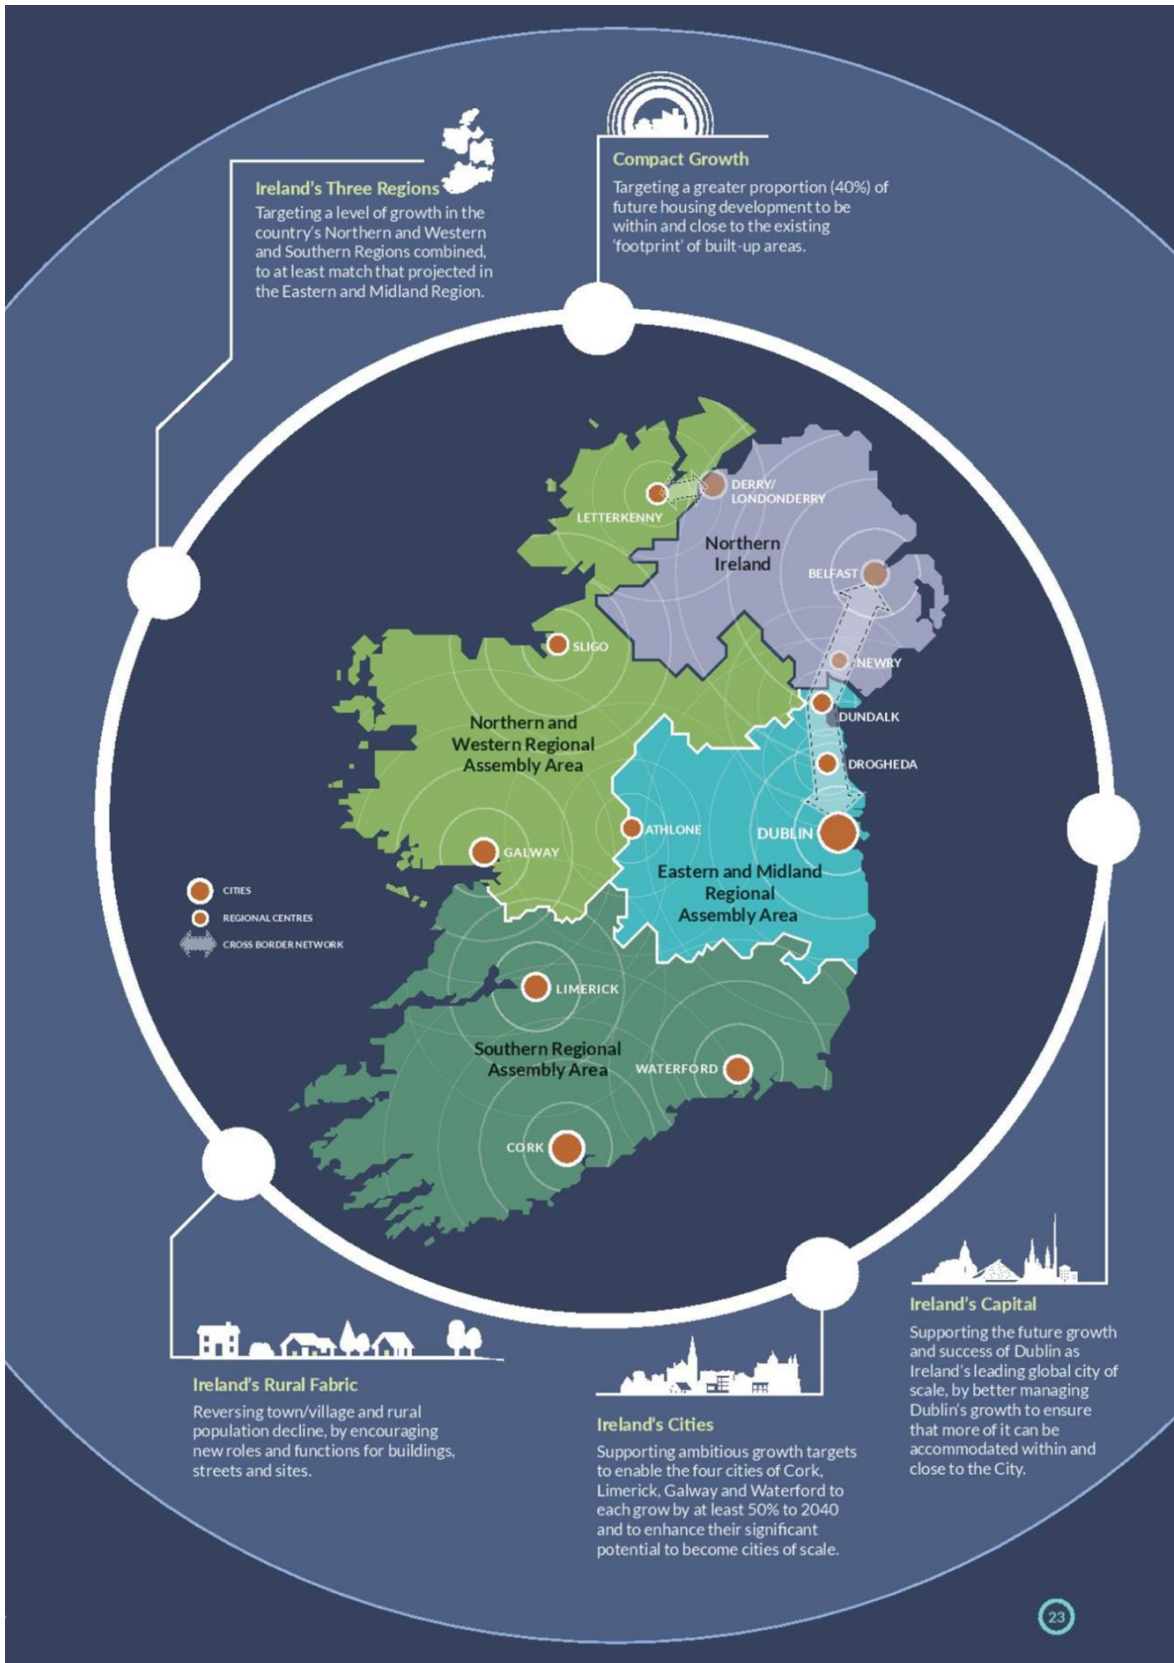 Ireland's Three Regions
Targeting a level of growth in the
country's Northern and Western
and Southern Regions combined,
to at least match that projected in
the Eastern and Midland Region.
Compact Growth
Targeting a greater proportion (40%) of
future housing development to be
within and close to the existing
'footprint' of built-up areas.
DERRY/
LONDONDERRY
LETTERKENNY
Northern
Ireland
BELFAST
SLIGO
NEWRY
DUNDALK
Northern and
Western Regional
Assembly Area
DROGHEDA
ATHLONE
DUBLIN
GALWAY
Eastern and Midland
Regional
Assembly Area
CITIES
REGIONAL CENTRES
CROSS BORDER NETWORK
LIMERICK
Southern Regional
Assembly Area
WATERFORD
CORK
Ireland's Rural Fabric
Reversing town/village and rural
population decline, by encouraging
new roles and functions for buildings,
streets and sites.
Ireland's Cities
Supporting ambitious growth targets
to enable the four cities of Cork,
Limerick, Galway and Waterford to
each grow by at least 50% to 2040
and to enhance their significant
potential to become cities of scale.
Ireland's Capital
Supporting the future growth
and success of Dublin as
Ireland's leading global city of
scale, by better managing
Dublin's growth to ensure
that more of it can be
accommodated within and
close to the City.
23